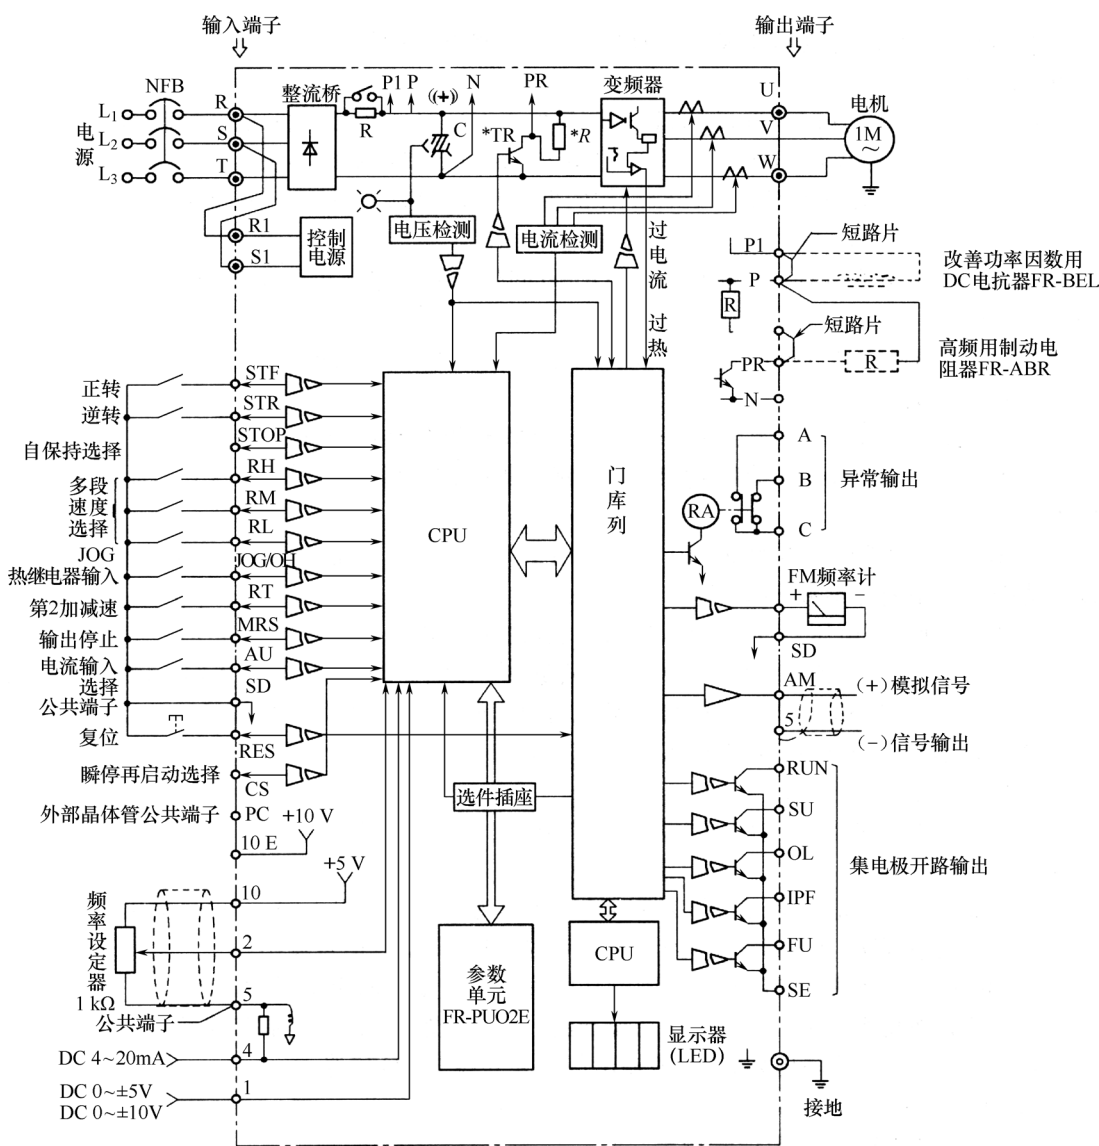 输入端子
输出端子
NFB
L1
L2
L3
电源
R
S
T
整流桥
R
P1 P
(+)
N
C
PR
*TR
*R
变频器
U
V
W
电机
1M
~
R1
S1
控制
电源
电压检测
电流检测
过电流
过热
P1
P
短路片
改善功率因数用
DC电抗器FR-BEL
R
短路片
PR
R
N
高频用制动电
阻器FR-ABR
正转
STF
逆转
STR
自保持选择
STOP
多段
速度
选择
RH
RM
RL
JOG
热继电器输入
JOG/OH
第2加减速
RT
输出停止
MRS
电流输入
选择
AU
公共端子
SD
复位
RES
瞬停再启动选择
CS
外部晶体管公共端子
PC
CPU
门库列
A
B
C
异常输出
RA
FM频率计
+ −
SD
AM
(+)模拟信号
5
(−)信号输出
RUN
SU
OL
IPF
FU
SE
集电极开路输出
选件插座
+10 V
10 E
+5 V
10
频率设定器
1 kΩ
2
5
公共端子
DC 4~20mA
4
DC 0~±5V
DC 0~±10V
1
参数
单元
FR-PUO2E
CPU
显示器
(LED)
接地